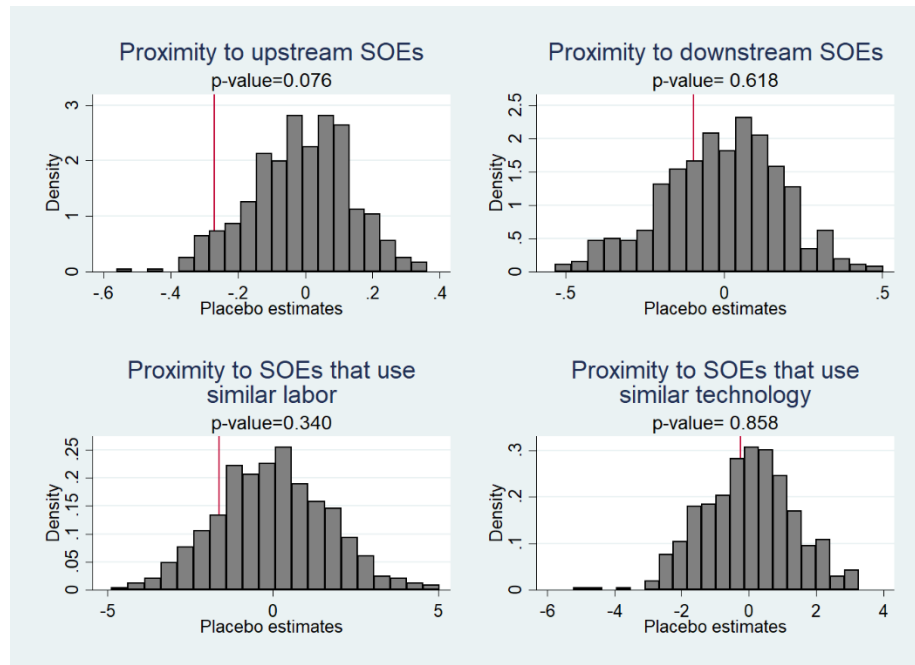 Proximity to upstream SOEs
p-value=0.076
Density
0
1
2
3
-.6
-.4
-.2
0
.2
.4
Placebo estimates
Proximity to downstream SOEs
p-value= 0.618
Density
0
.5
1
1.5
2
2.5
-.5
0
.5
Placebo estimates
Proximity to SOEs that use
similar labor
p-value=0.340
Density
0
.05
.1
.15
.2
.25
-5
0
5
Placebo estimates
Proximity to SOEs that use
similar technology
p-value= 0.858
Density
0
.1
.2
.3
-6
-4
-2
0
2
4
Placebo estimates